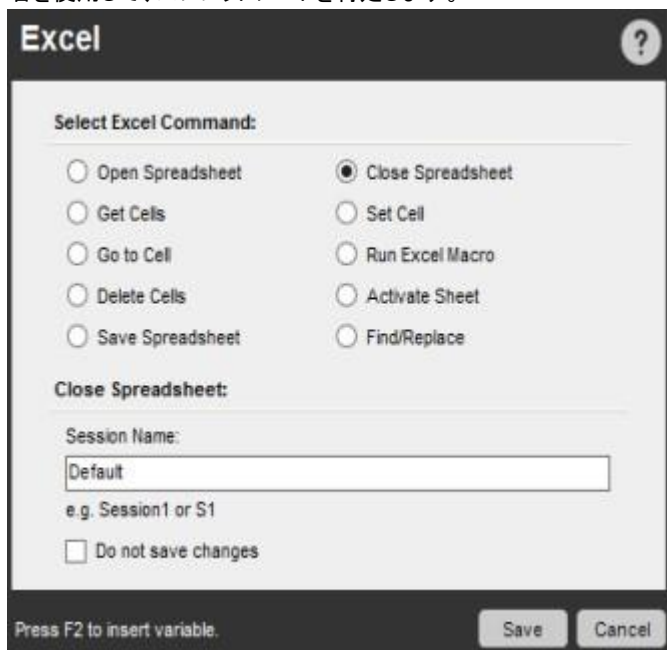 Excel
?
Select Excel Command:
Open Spreadsheet
Close Spreadsheet
Get Cells
Set Cell
Go to Cell
Run Excel Macro
Delete Cells
Activate Sheet
Save Spreadsheet
Find/Replace
Close Spreadsheet:
Session Name:
Default
e.g. Session1 or S1
Do not save changes
Press F2 to insert variable.
Save
Cancel